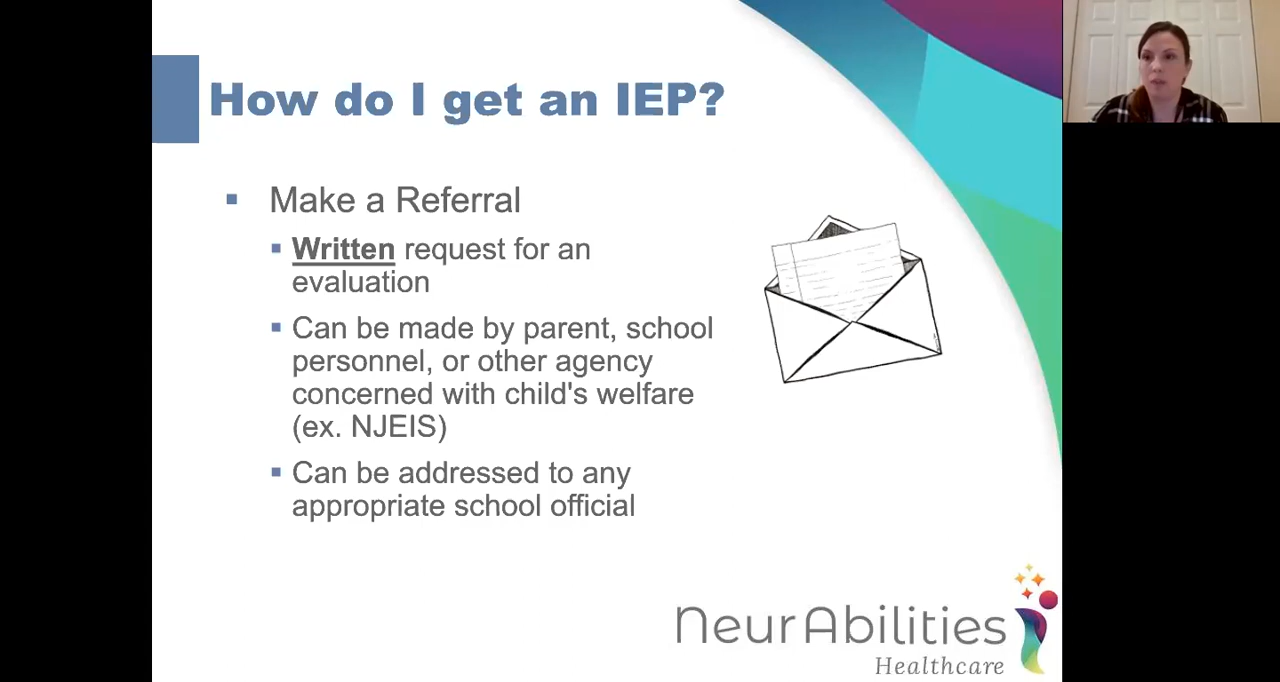 How do I get an IEP?
Make a Referral
Written request for an
evaluation
Can be made by parent, school
personnel, or other agency
concerned with child's welfare
(ex. NJEIS)
Can be addressed to any
appropriate school official
NeurAbilities
Healthcare